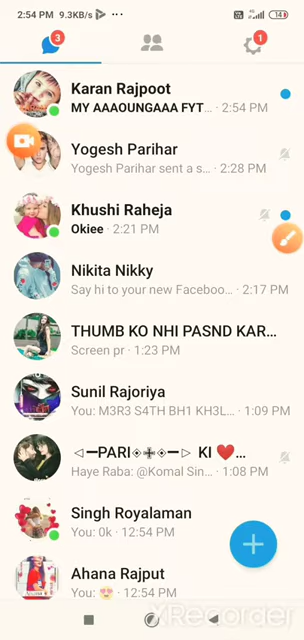 2:54 PM 9.3KB/s ...
14
3
1
Karan Rajpoot
MY AAAOUNGAAA FYT… · 2:54 PM
Yogesh Parihar
Yogesh Parihar sent a s... · 2:28 PM
Khushi Raheja
Okiee · 2:21 PM
Nikita Nikky
Say hi to your new Faceboo... · 2:17 PM
THUMB KO NHI PASND KAR...
Screen pr · 1:23 PM
Sunil Rajoriya
You: M3R3 S4TH BH1 KH3L... · 1:09 PM
◁━PARI◈🕂◈━▷ KI ❤️...
Haye Raba: @Komal Sin... · 1:08 PM
Singh Royalaman
You: 0k · 12:54 PM
Ahana Rajput
You: 😍 · 12:54 PM
XRecorder